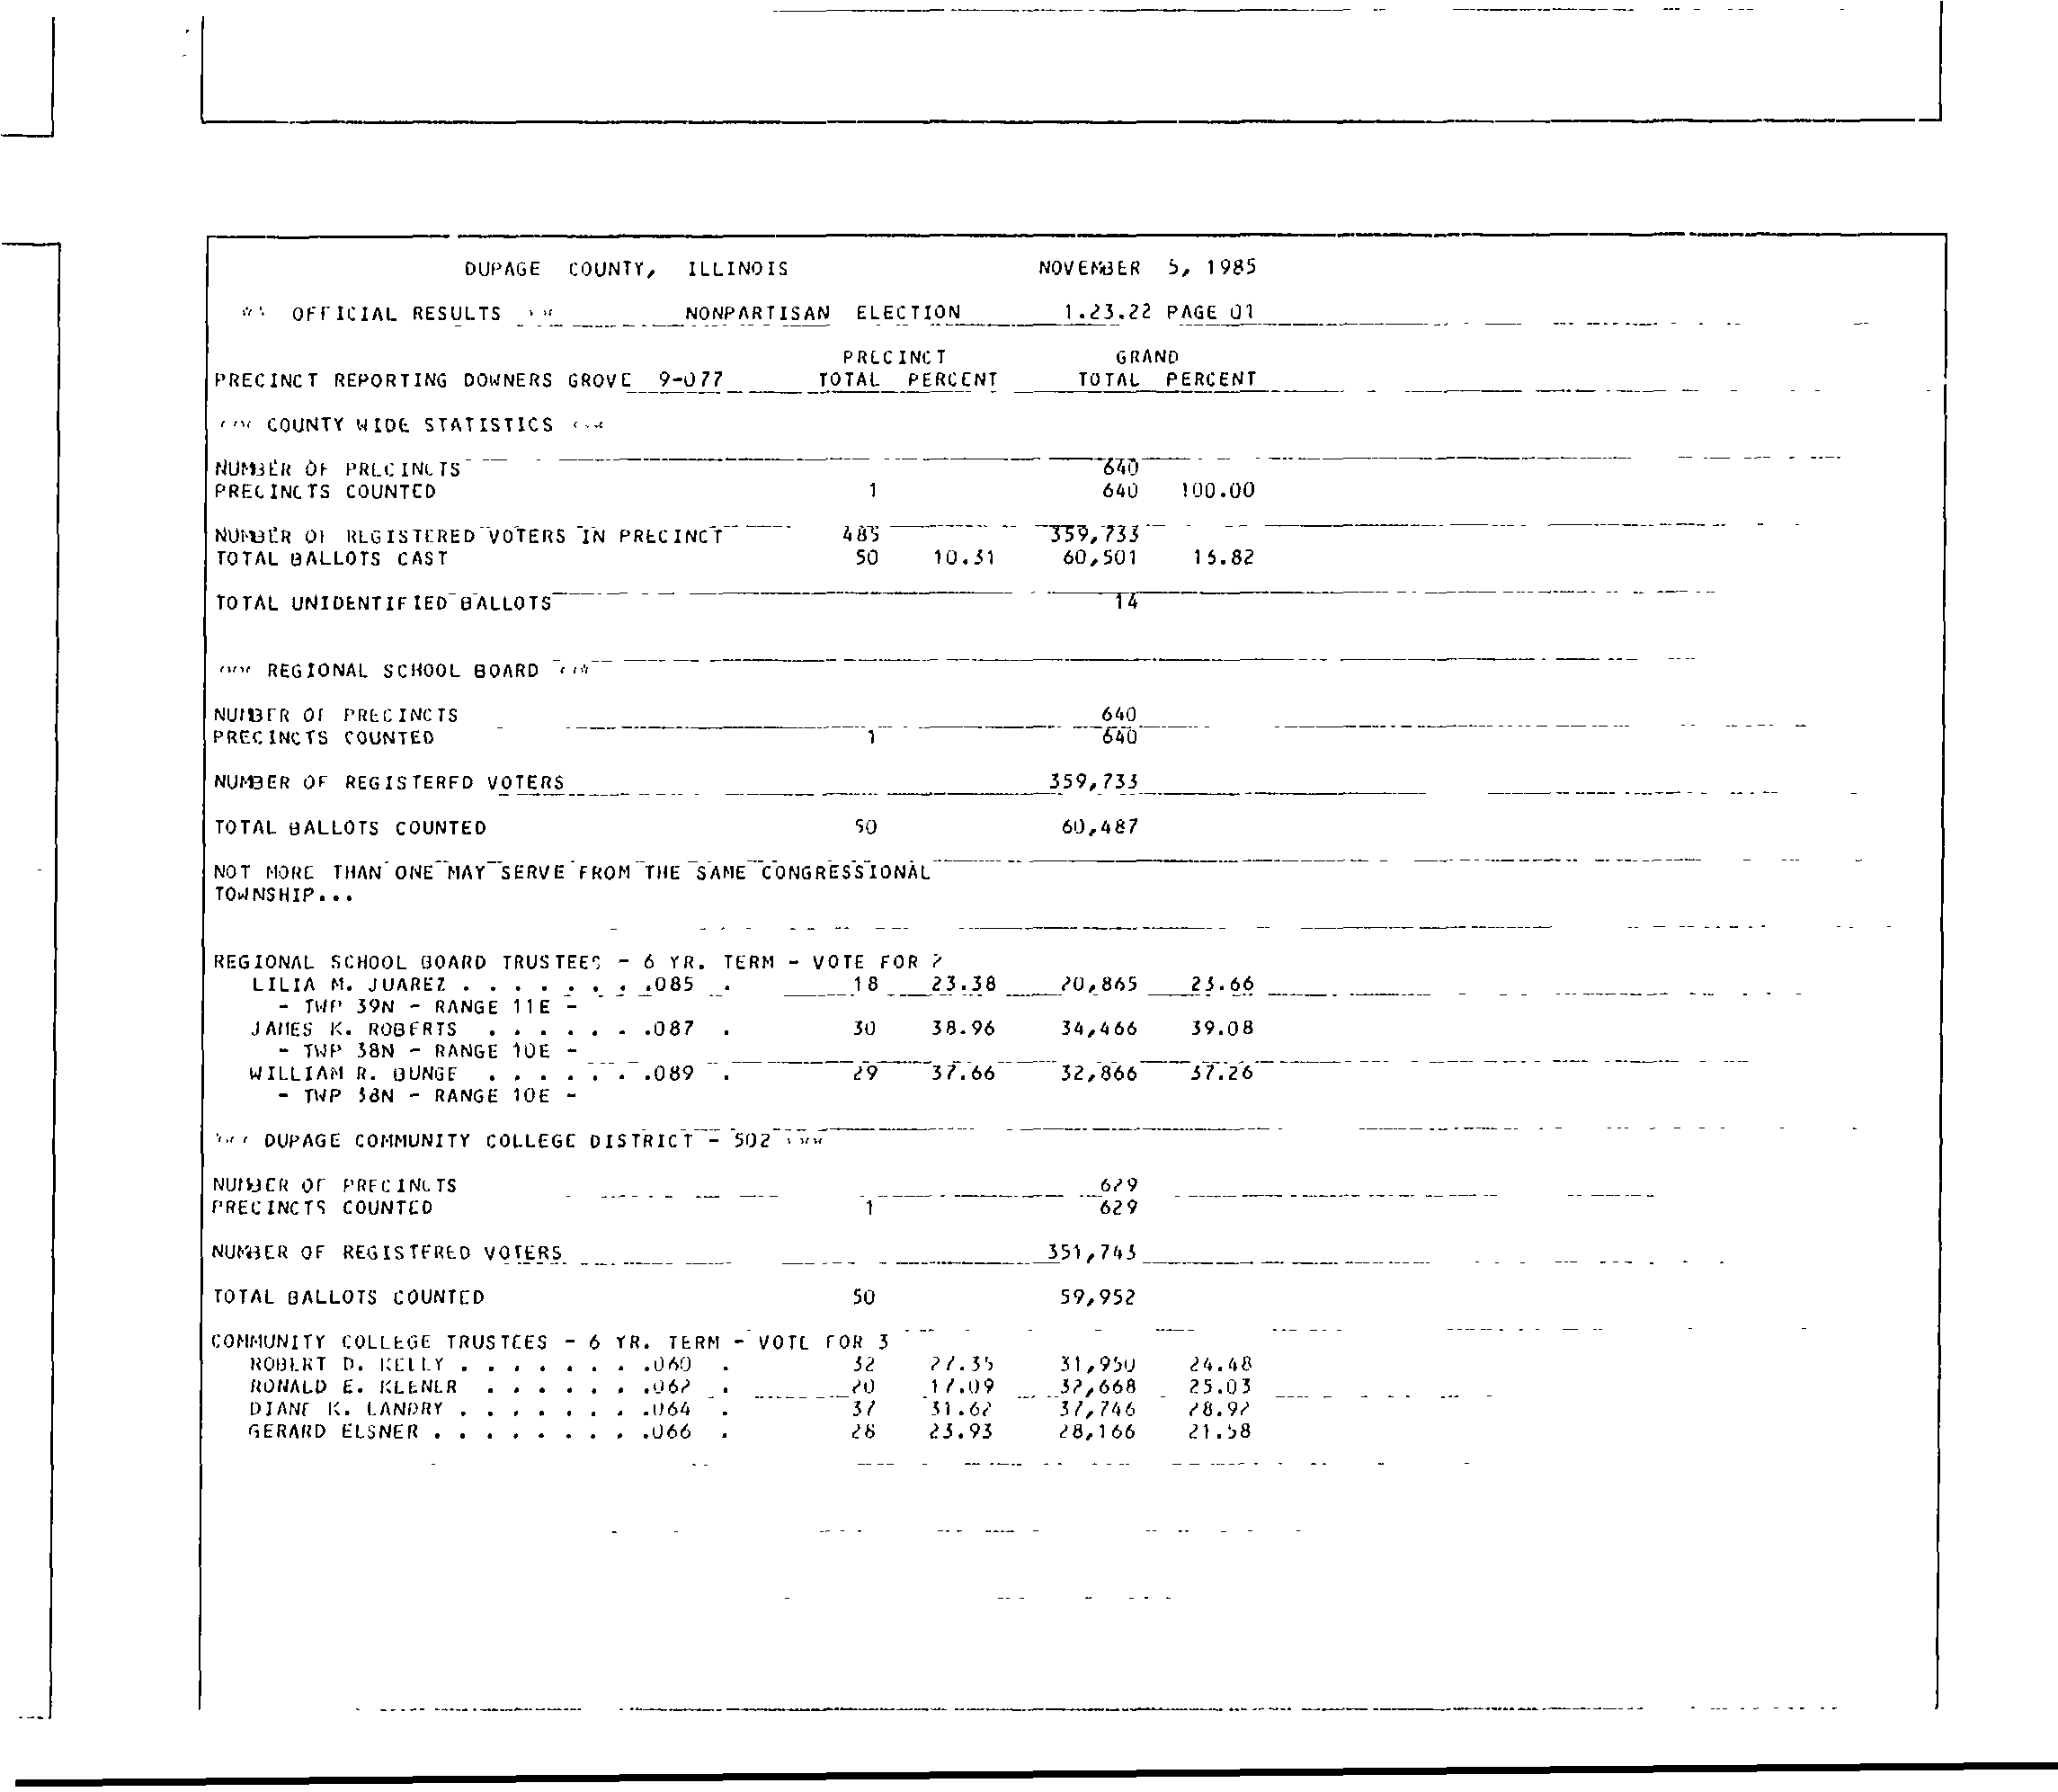 DUPAGE COUNTY, ILLINOIS NOVEMBER 5, 1985
OFFICIAL RESULTS NONPARTISAN ELECTION 1.23.22 PAGE 01
PRECINCT GRAND
PRECINCT REPORTING DOWNERS GROVE 9-077 TOTAL PERCENT TOTAL PERCENT
COUNTY WIDE STATISTICS
NUMBER OF PRECINCTS 640
PRECINCTS COUNTED 1 640 100.00
NUMBER OF REGISTERED VOTERS IN PRECINCT 485 359,733
TOTAL BALLOTS CAST 50 10.31 60,501 16.82
TOTAL UNIDENTIFIED BALLOTS 14
*** REGIONAL SCHOOL BOARD ***
NUMBER OF PRECINCTS 640
PRECINCTS COUNTED 1 640
NUMBER OF REGISTERED VOTERS 359,733
TOTAL BALLOTS COUNTED 50 60,487
NOT MORE THAN ONE MAY SERVE FROM THE SAME CONGRESSIONAL
TOWNSHIP...
REGIONAL SCHOOL BOARD TRUSTEES - 6 YR. TERM - VOTE FOR 2
LILIA M. JUAREZ . . . . . . . .085 . 18 23.38 20,865 23.66
- TWP 39N - RANGE 11E -
JAMES K. ROBERTS . . . . . . .087 . 30 38.96 34,466 39.08
- TWP 38N - RANGE 10E -
WILLIAM R. BUNGE . . . . . . .089 . 29 37.66 32,866 37.26
- TWP 38N - RANGE 10E -
*** DUPAGE COMMUNITY COLLEGE DISTRICT - 502 ***
NUMBER OF PRECINCTS 629
PRECINCTS COUNTED 1 629
NUMBER OF REGISTERED VOTERS 351,743
TOTAL BALLOTS COUNTED 50 59,952
COMMUNITY COLLEGE TRUSTEES - 6 YR. TERM - VOTE FOR 3
ROBERT D. KELLY . . . . . . . .060 . 32 27.35 31,950 24.48
RONALD E. KEENER . . . . . . .062 . 20 17.09 32,668 25.03
DIANE K. LANDRY . . . . . . . .064 . 37 31.62 37,746 28.92
GERARD ELSNER . . . . . . . . .066 . 28 23.93 28,166 21.58